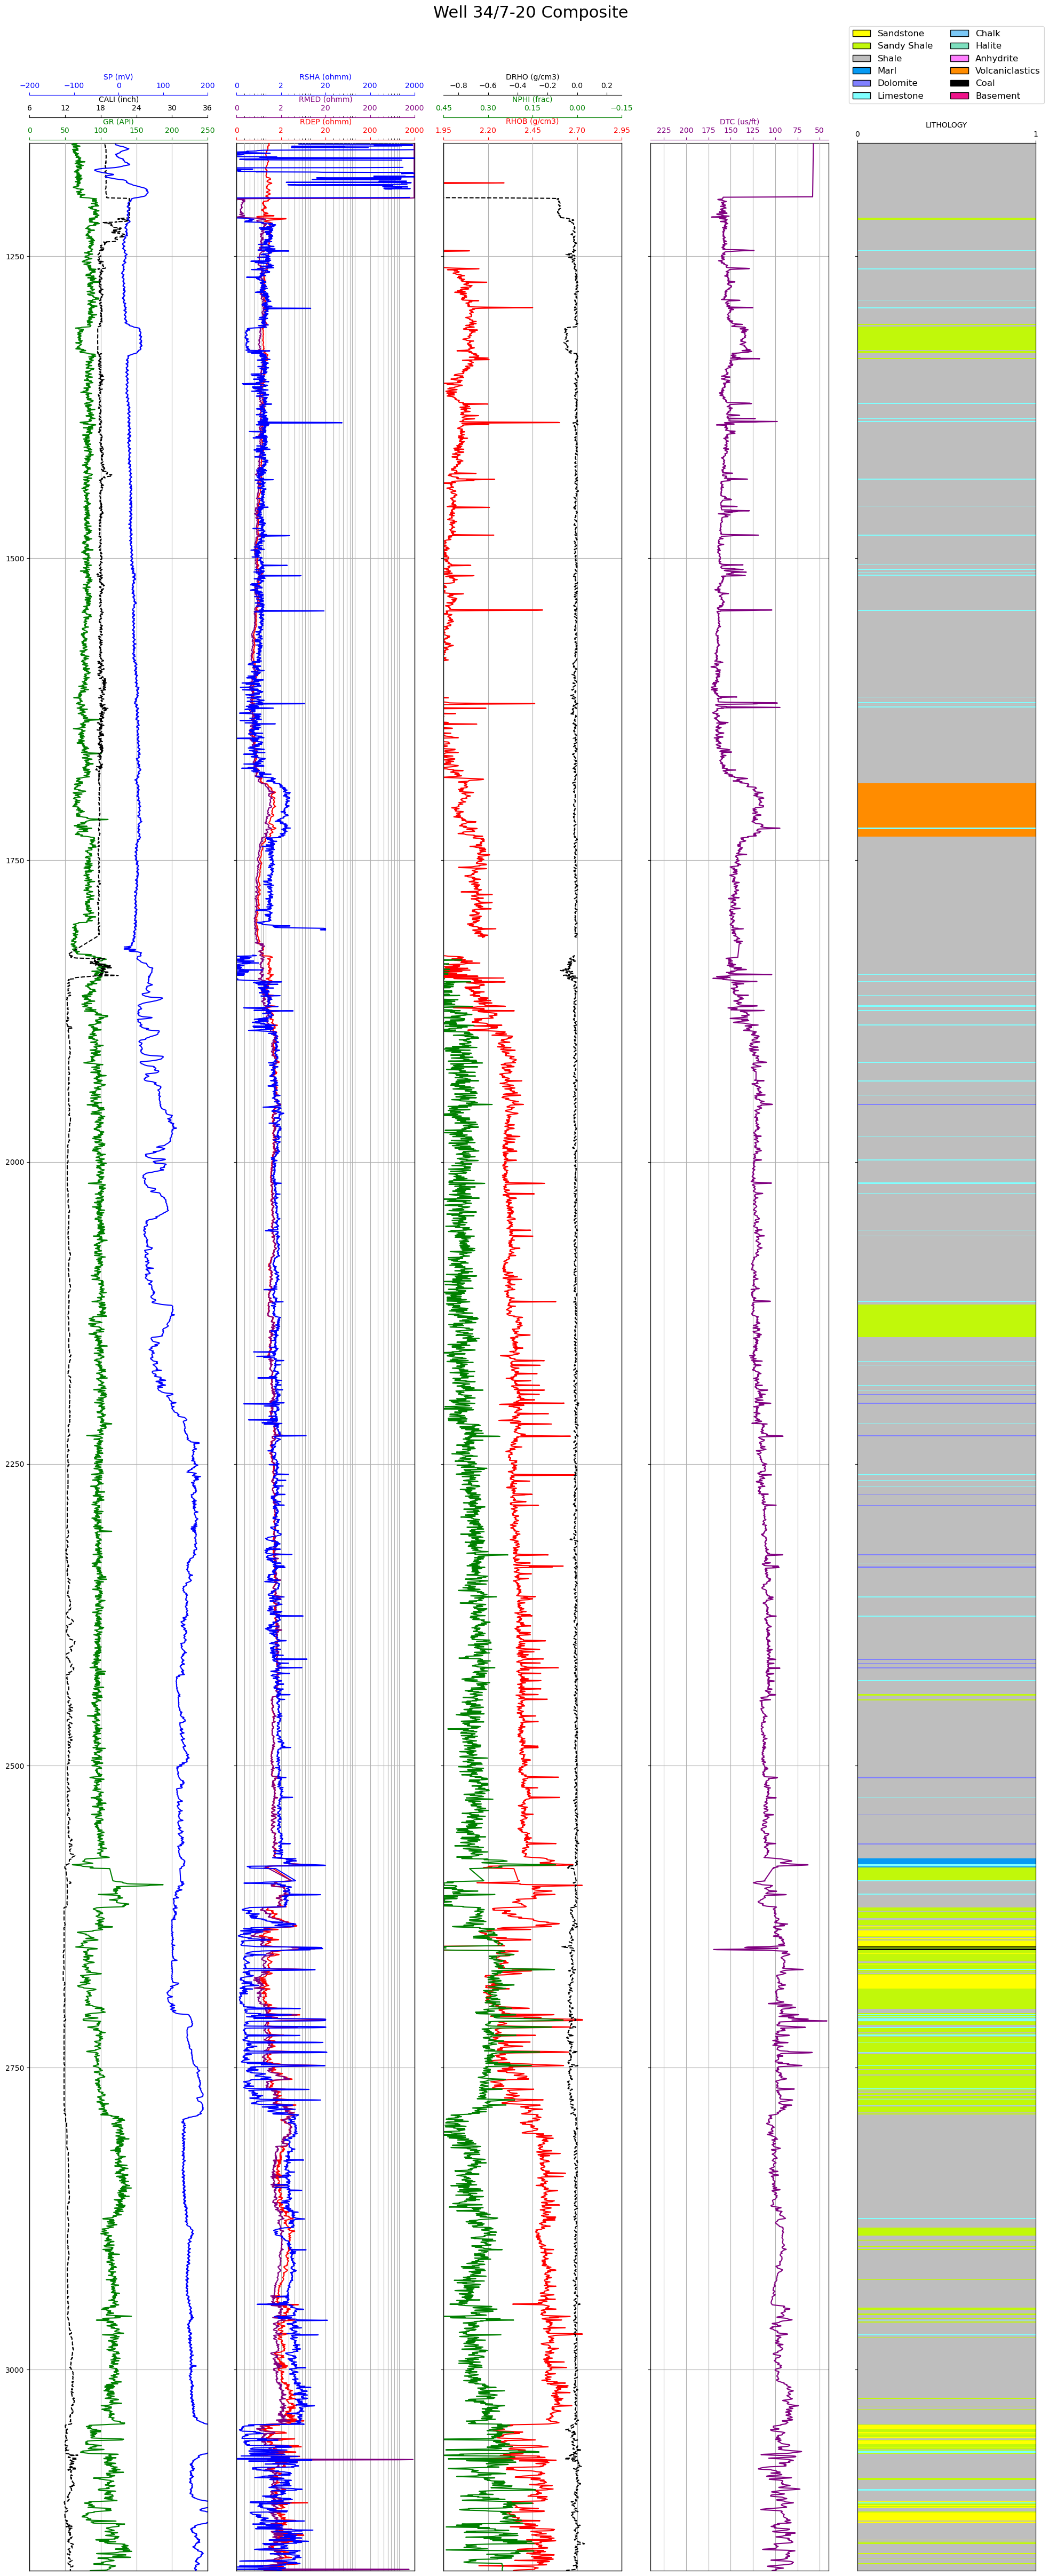 Well 34/7-20 Composite
Sandstone Chalk
Sandy Shale Halite
Shale Anhydrite
Marl Volcaniclastics
Dolomite Coal
Limestone Basement
SP (mV) RSHA (ohmm) DRHO (g/cm3)
−200 −100 0 100 200 0 2 20 200 2000 −0.8 −0.6 −0.4 −0.2 0.0 0.2
CALI (inch) RMED (ohmm) NPHI (frac)
6 12 18 24 30 36 0 2 20 200 2000 0.45 0.30 0.15 0.00 −0.15
GR (API) RDEP (ohmm) RHOB (g/cm3) DTC (us/ft) LITHOLOGY
0 50 100 150 200 250 0 2 20 200 2000 1.95 2.20 2.45 2.70 2.95 225 200 175 150 125 100 75 50 0 1
1250
1500
1750
2000
2250
2500
2750
3000